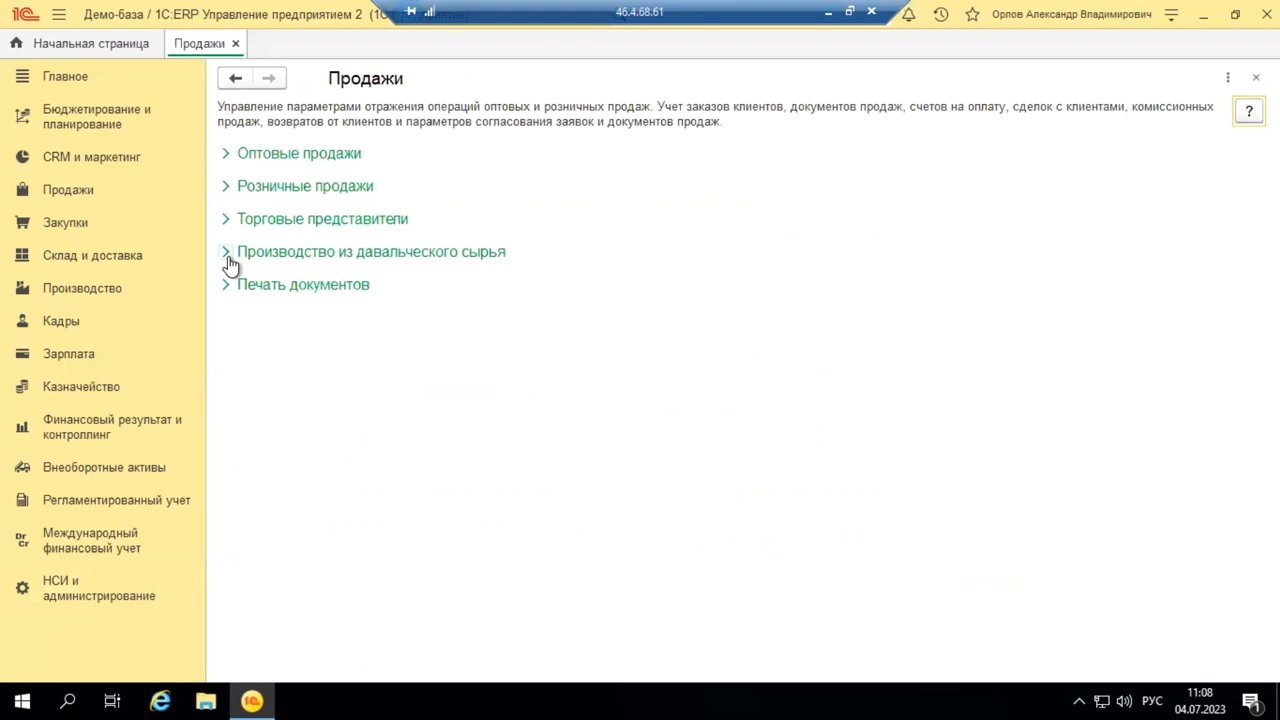 Демо-база / 1С:ERP Управление предприятием 2 (1С:Предприятие)
46.4.68.61
Орлов Александр Владимирович
Начальная страница
Продажи
Главное
Бюджетирование и
планирование
CRM и маркетинг
Продажи
Закупки
Склад и доставка
Производство
Кадры
Зарплата
Казначейство
Финансовый результат и
контроллинг
Внеоборотные активы
Регламентированный учет
Dr
Cr
Международный
финансовый учет
НСИ и
администрирование
Продажи
Управление параметрами отражения операций оптовых и розничных продаж. Учет заказов клиентов, документов продаж, счетов на оплату, сделок с клиентами, комиссионных
продаж, возвратов от клиентов и параметров согласования заявок и документов продаж.
?
Оптовые продажи
Розничные продажи
Торговые представители
Производство из давальческого сырья
Печать документов
РУС
11:08
04.07.2023
1